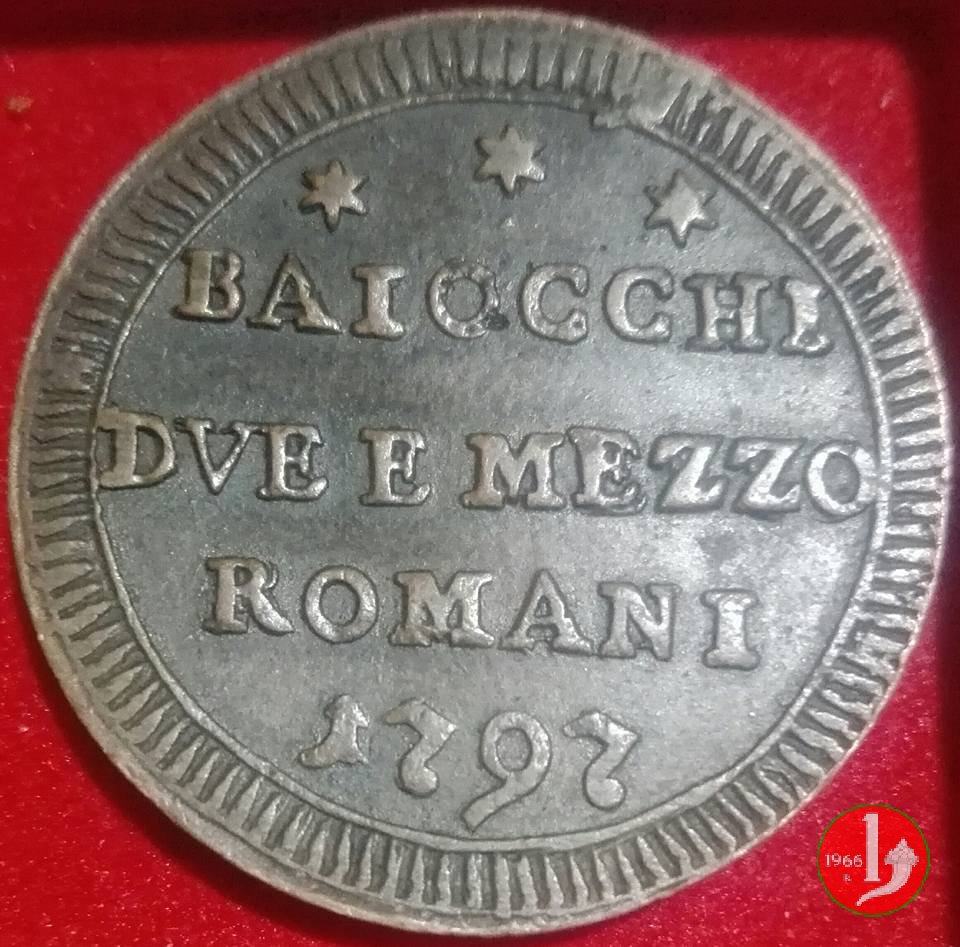 BAIOCCHI
DVE E MEZZO
ROMANI
1797
1966
R